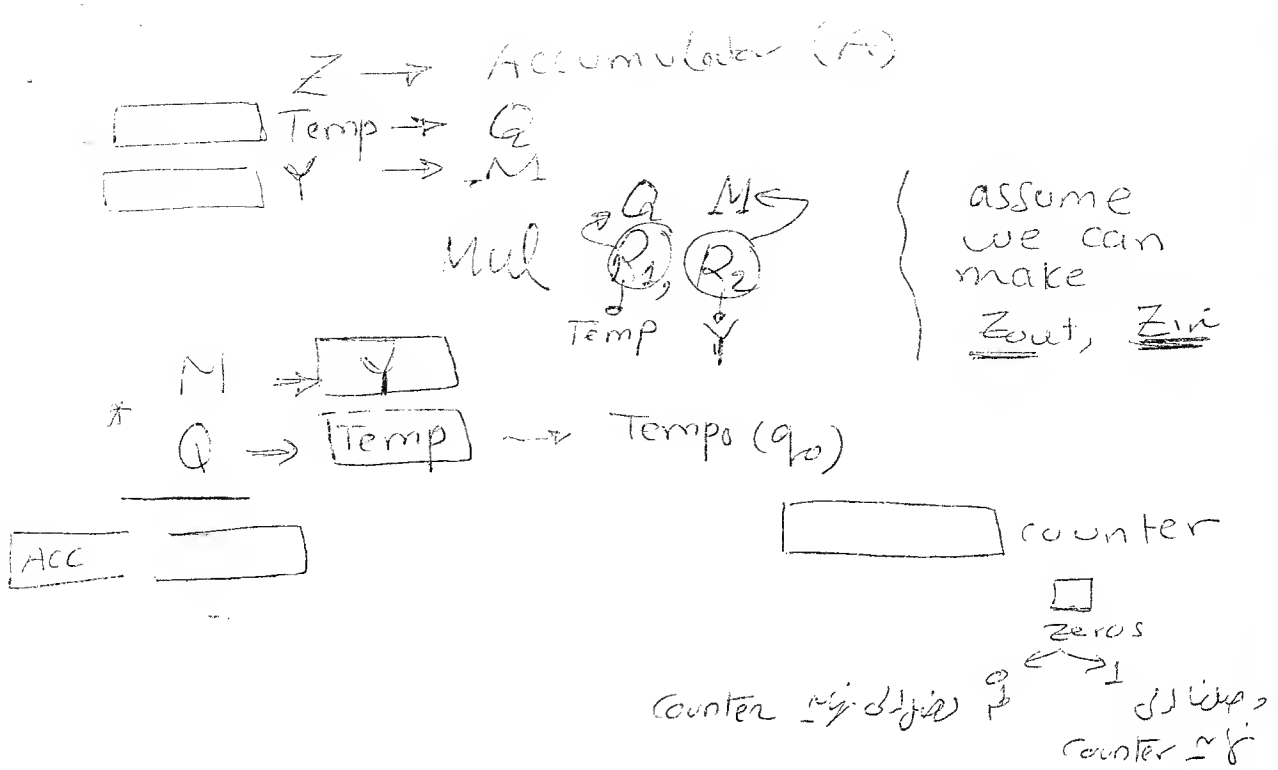 Z → Accumulator (A)
Temp → Q
Y → M
Q M
Mul R1, R2
Temp Y
assume
we can
make
Zout, Zin
M ⇒ Y
*
Q ⇒ Temp → Temp0 (q0)
ACC
counter
zeros
0 1
counter
counter